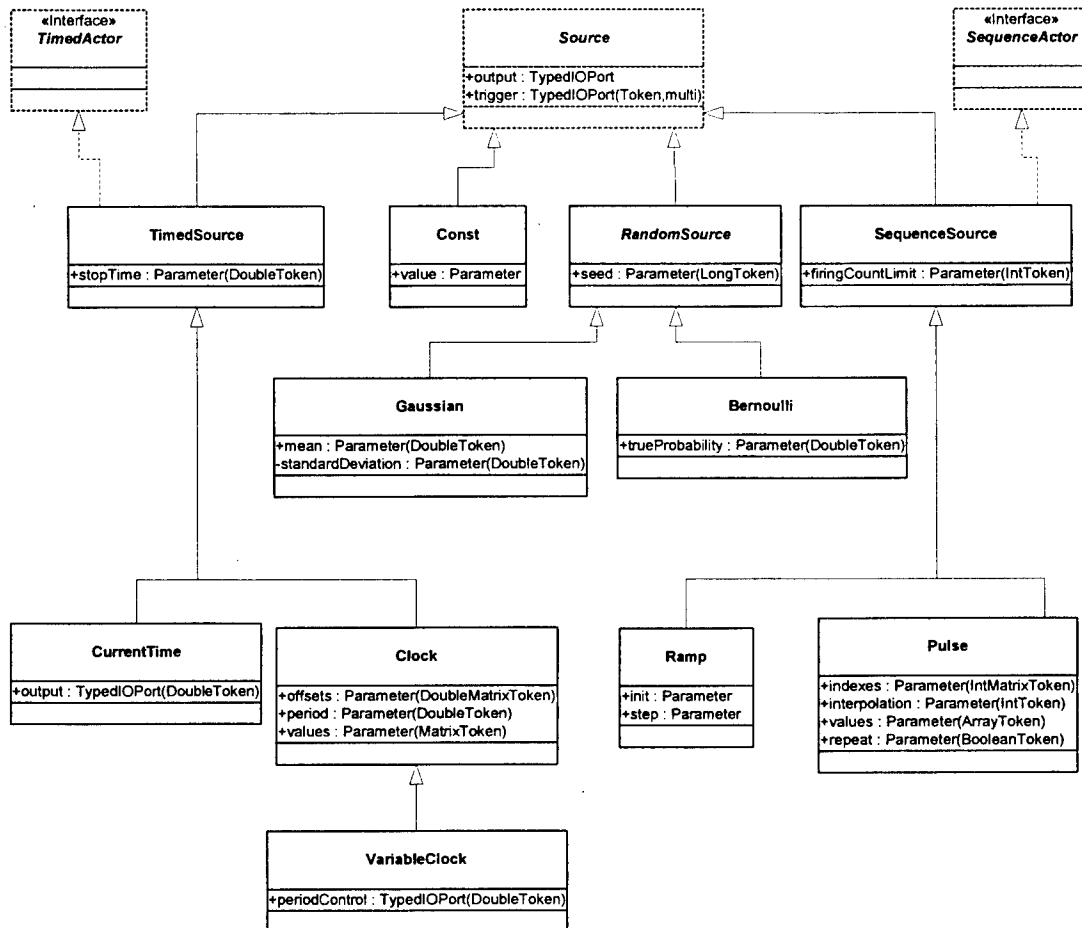 «Interface»
TimedActor
Source
+output : TypedIOPort
+trigger : TypedIOPort(Token,multi)
«Interface»
SequenceActor
TimedSource
+stopTime : Parameter(DoubleToken)
Const
+value : Parameter
RandomSource
+seed : Parameter(LongToken)
SequenceSource
+firingCountLimit : Parameter(IntToken)
Gaussian
+mean : Parameter(DoubleToken)
-standardDeviation : Parameter(DoubleToken)
Bernoulli
+trueProbability : Parameter(DoubleToken)
CurrentTime
+output : TypedIOPort(DoubleToken)
Clock
+offsets : Parameter(DoubleMatrixToken)
+period : Parameter(DoubleToken)
+values : Parameter(MatrixToken)
Ramp
+init : Parameter
+step : Parameter
Pulse
+indexes : Parameter(IntMatrixToken)
+interpolation : Parameter(IntToken)
+values : Parameter(ArrayToken)
+repeat : Parameter(BooleanToken)
VariableClock
+periodControl : TypedIOPort(DoubleToken)